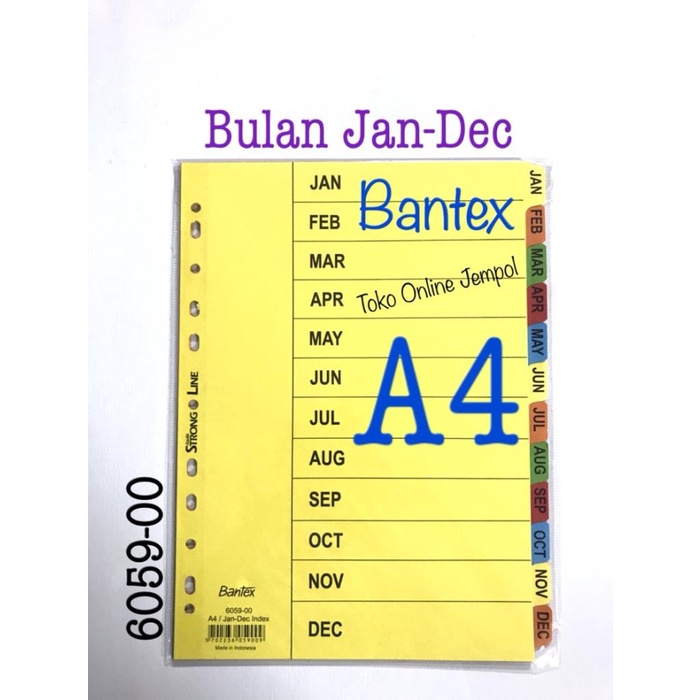 Bulan Jan-Dec
JAN
FEB
MAR
APR
MAY
JUN
JUL
AUG
SEP
OCT
NOV
DEC
Bantex
Toko Online Jempol
A4
JAN
FEB
MAR
APR
MAY
JUN
JUL
AUG
SEP
OCT
NOV
DEC
STRONG LINE
6059-00
Bantex
6059-00
A4 / Jan-Dec Index
5702236059009
Made in Indonesia